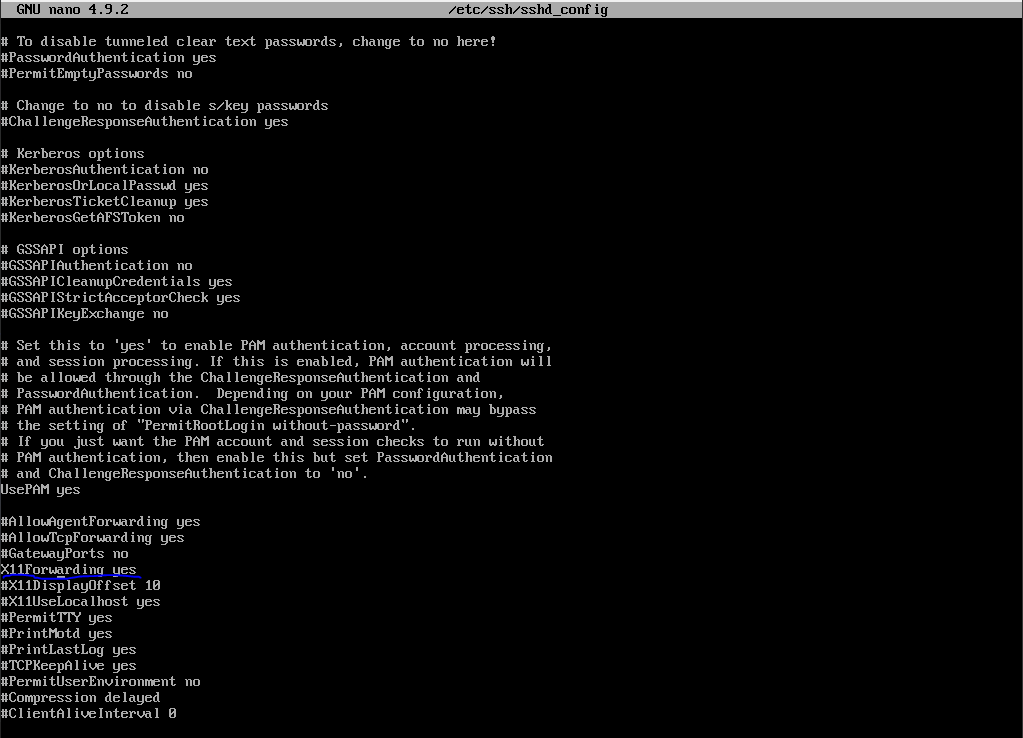 GNU nano 4.9.2 /etc/ssh/sshd_config
# To disable tunneled clear text passwords, change to no here!
#PasswordAuthentication yes
#PermitEmptyPasswords no
# Change to no to disable s/key passwords
#ChallengeResponseAuthentication yes
# Kerberos options
#KerberosAuthentication no
#KerberosOrLocalPasswd yes
#KerberosTicketCleanup yes
#KerberosGetAFSToken no
# GSSAPI options
#GSSAPIAuthentication no
#GSSAPICleanupCredentials yes
#GSSAPIStrictAcceptorCheck yes
#GSSAPIKeyExchange no
# Set this to 'yes' to enable PAM authentication, account processing,
# and session processing. If this is enabled, PAM authentication will
# be allowed through the ChallengeResponseAuthentication and
# PasswordAuthentication.  Depending on your PAM configuration,
# PAM authentication via ChallengeResponseAuthentication may bypass
# the setting of "PermitRootLogin without-password".
# If you just want the PAM account and session checks to run without
# PAM authentication, then enable this but set PasswordAuthentication
# and ChallengeResponseAuthentication to 'no'.
UsePAM yes
#AllowAgentForwarding yes
#AllowTcpForwarding yes
#GatewayPorts no
X11Forwarding yes
#X11DisplayOffset 10
#X11UseLocalhost yes
#PermitTTY yes
#PrintMotd yes
#PrintLastLog yes
#TCPKeepAlive yes
#PermitUserEnvironment no
#Compression delayed
#ClientAliveInterval 0